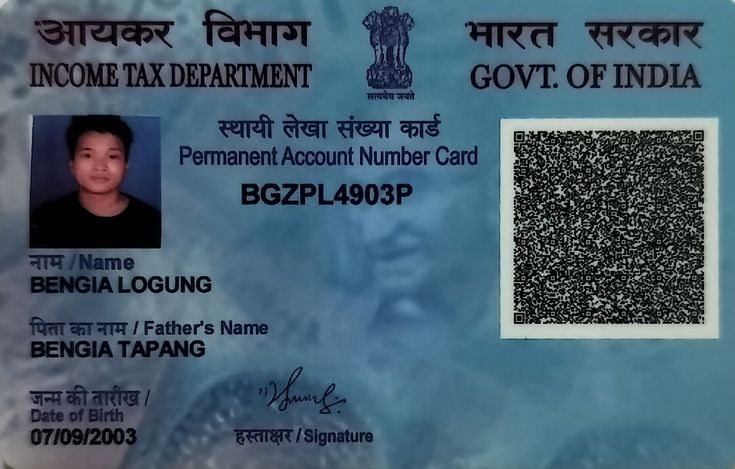 आयकर विभाग
INCOME TAX DEPARTMENT
सत्यमेव जयते
भारत सरकार
GOVT. OF INDIA
स्थायी लेखा संख्या कार्ड
Permanent Account Number Card
BGZPL4903P
नाम / Name
BENGIA LOGUNG
पिता का नाम / Father's Name
BENGIA TAPANG
जन्म की तारीख /
Date of Birth
07/09/2003
हस्ताक्षर / Signature